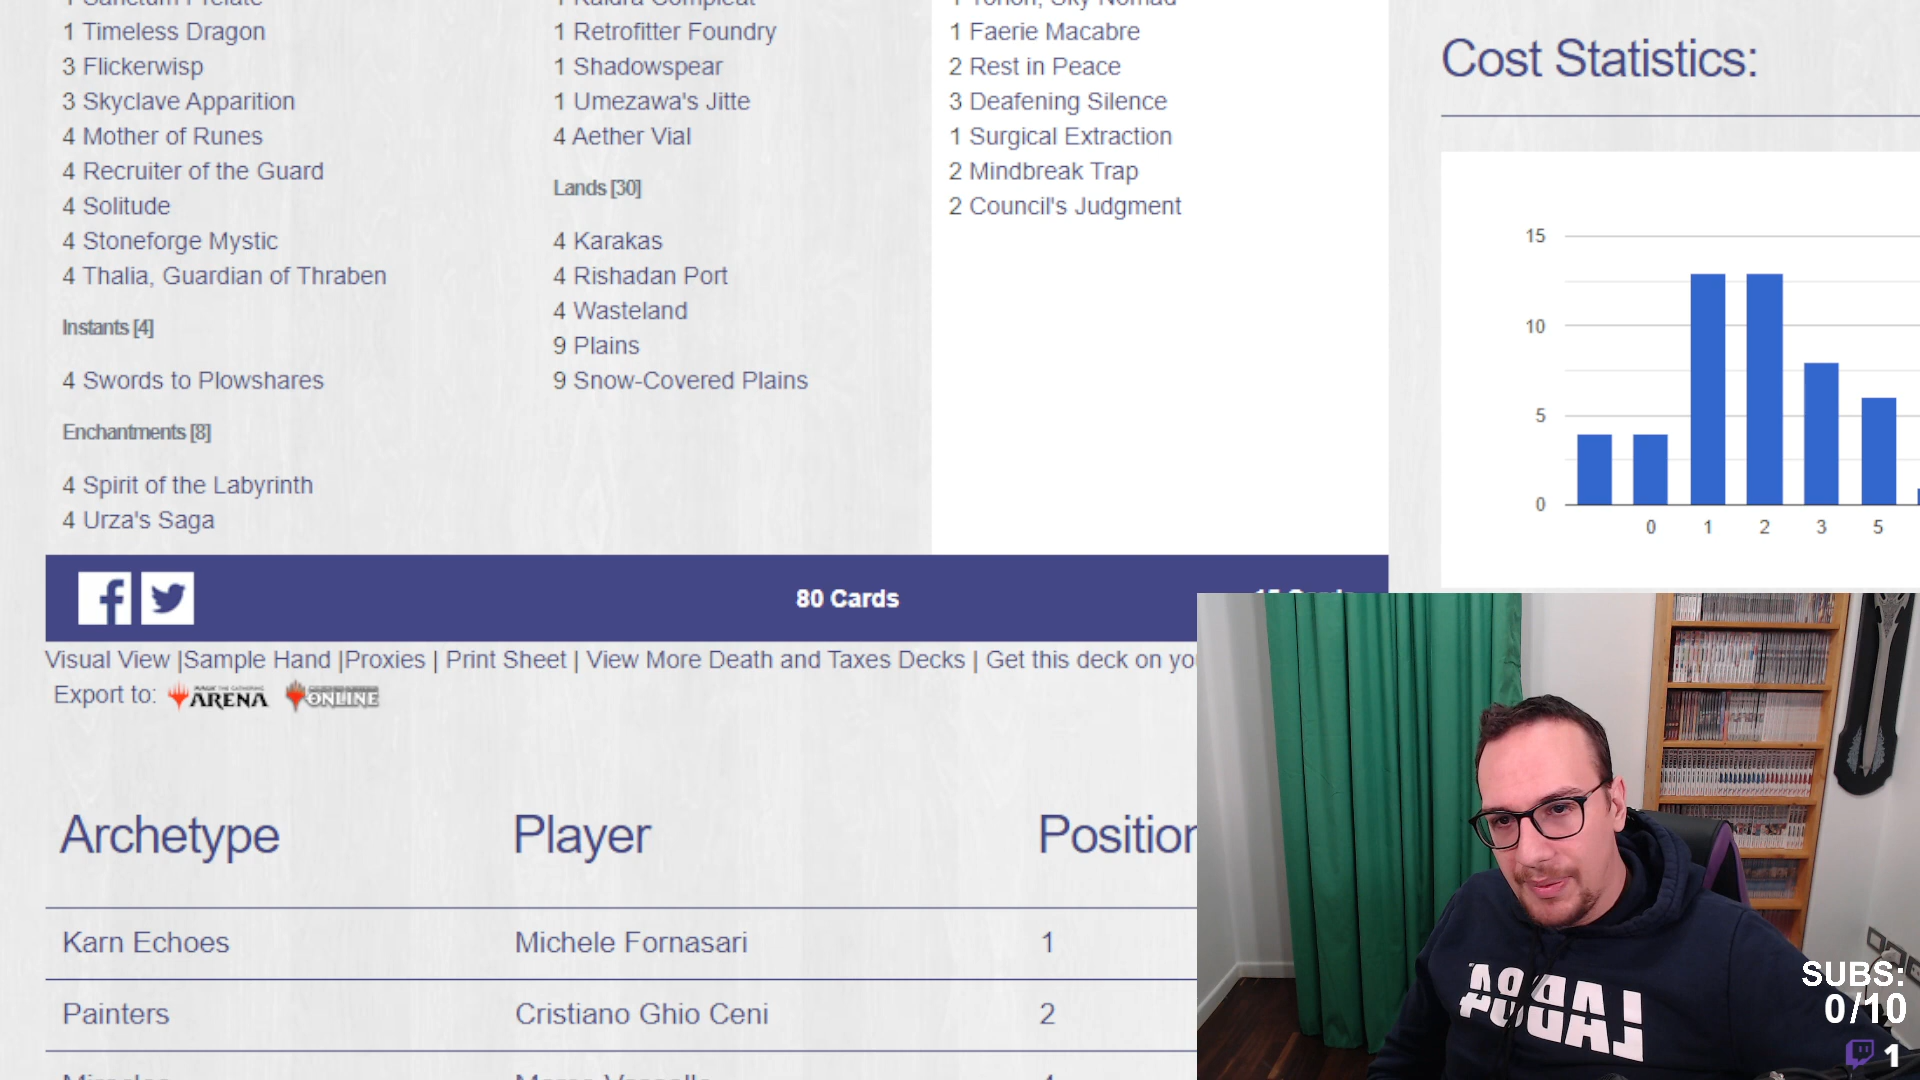 1 Timeless Dragon
3 Flickerwisp
3 Skyclave Apparition
4 Mother of Runes
4 Recruiter of the Guard
4 Solitude
4 Stoneforge Mystic
4 Thalia, Guardian of Thraben
Instants [4]
4 Swords to Plowshares
Enchantments [8]
4 Spirit of the Labyrinth
4 Urza's Saga
1 Retrofitter Foundry
1 Shadowspear
1 Umezawa's Jitte
4 Aether Vial
Lands [30]
4 Karakas
4 Rishadan Port
4 Wasteland
9 Plains
9 Snow-Covered Plains
1 Faerie Macabre
2 Rest in Peace
3 Deafening Silence
1 Surgical Extraction
2 Mindbreak Trap
2 Council's Judgment
Cost Statistics:
15
10
5
0
0 1 2 3 5
80 Cards
Visual View |Sample Hand |Proxies | Print Sheet | View More Death and Taxes Decks | Get this deck on yo
Export to: ARENA ONLINE
Archetype Player Position
Karn Echoes Michele Fornasari 1
Painters Cristiano Ghio Ceni 2
SUBS:
0/10
1